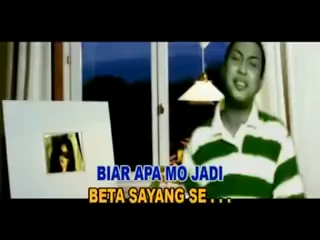 BIAR APA MO JADI
BETA SAYANG SE . . .